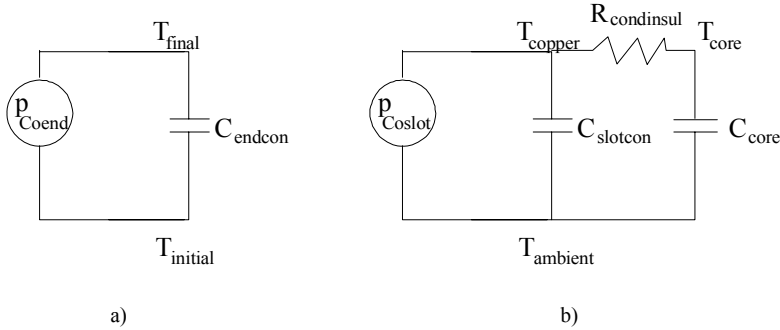 T_final
p_Coend
C_endcon
T_initial
a)
R_condinsul
T_copper
T_core
p_Coslot
C_slotcon
C_core
T_ambient
b)